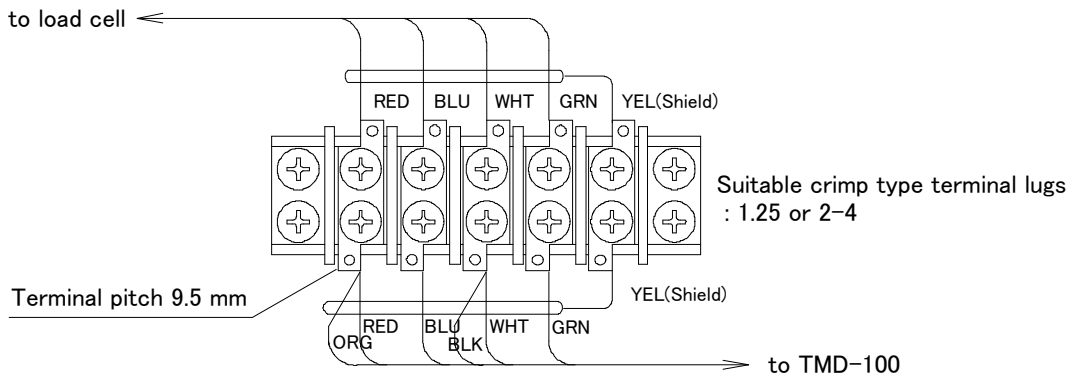 to load cell
RED BLU WHT GRN YEL(Shield)
Suitable crimp type terminal lugs
: 1.25 or 2-4
Terminal pitch 9.5 mm
YEL(Shield)
RED BLU WHT GRN
ORG BLK
to TMD-100